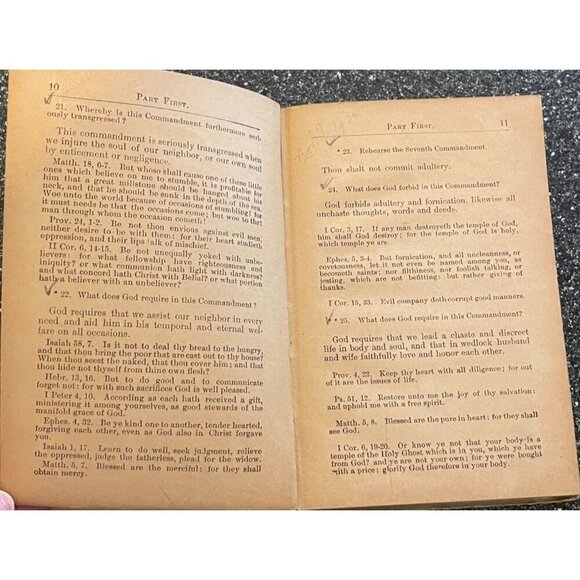 10
PART FIRST.
21. Whereby is this Commandment furthermore seri-
ously transgressed?
This commandment is seriously transgressed when
we injure the soul of our neighbor, or our own soul
by enticement or negligence.
Matth. 18, 6-7. But whoso shall cause one of these little
ones which believe on me to stumble, it is profitable for
him that a great millstone should be hanged about his
neck, and that he should be sunk in the depth of the sea.
Woe unto the world because of occasions of stumbling! for
it must needs be that the occasions come; but woe to that
man through whom the occasion cometh!
Prov. 24, 1-2. Be not thou envious against evil men,
neither desire to be with them: for their heart studieth
oppression, and their lips talk of mischief.
II Cor. 6, 14-15. Be not unequally yoked with unbe-
lievers: for what fellowship have righteousness and
iniquity? or what communion hath light with darkness?
and what concord hath Christ with Belial? or what portion
hath a believer with an unbeliever?
* 22. What does God require in this Commandment?
God requires that we assist our neighbor in every
need and aid him in his temporal and eternal wel-
fare on all occasions.
Isaiah 58, 7. Is it not to deal thy bread to the hungry,
and that thou bring the poor that are cast out to thy house?
When thou seest the naked, that thou cover him; and that
thou hide not thyself from thine own flesh?
Hebr. 13, 16. But to do good and to communicate
forget not: for with such sacrifices God is well pleased.
I Peter 4, 10. According as each hath received a gift,
ministering it among yourselves, as good stewards of the
manifold grace of God.
Ephes. 4, 32. Be ye kind one to another, tender hearted,
forgiving each other, even as God also in Christ forgave
you.
Isaiah 1, 17. Learn to do well, seek judgment, relieve
the oppressed, judge the fatherless, plead for the widow.
Matth. 5, 7. Blessed are the merciful: for they shall
obtain mercy.
PART FIRST. 11
* 23. Rehearse the Seventh Commandment.
Thou shalt not commit adultery.
24. What does God forbid in this Commandment?
God forbids adultery and fornication, likewise all
unchaste thoughts, words and deeds.
I Cor. 3, 17. If any man destroyeth the temple of God,
him shall God destroy; for the temple of God is holy,
which temple ye are.
Ephes. 5, 3-4. But fornication, and all uncleanness, or
covetousness, let it not even be named among you, as
becometh saints; nor filthiness, nor foolish talking, or
jesting, which are not befitting: but rather giving of
thanks.
I Cor. 15, 33. Evil company doth corrupt good manners.
* 25. What does God require in this Commandment?
God requires that we lead a chaste and discreet
life in body and soul, and that in wedlock husband
and wife faithfully love and honor each other.
Prov. 4, 23. Keep thy heart with all diligence; for out
of it are the issues of life.
Ps. 51, 12. Restore unto me the joy of thy salvation:
and uphold me with a free spirit.
Matth. 5, 8. Blessed are the pure in heart: for they shall
see God.
I Cor. 6, 19-20. Or know ye not that your body is a
temple of the Holy Ghost which is in you, which ye have
from God? and ye are not your own; for ye were bought
with a price: glorify God therefore in your body.